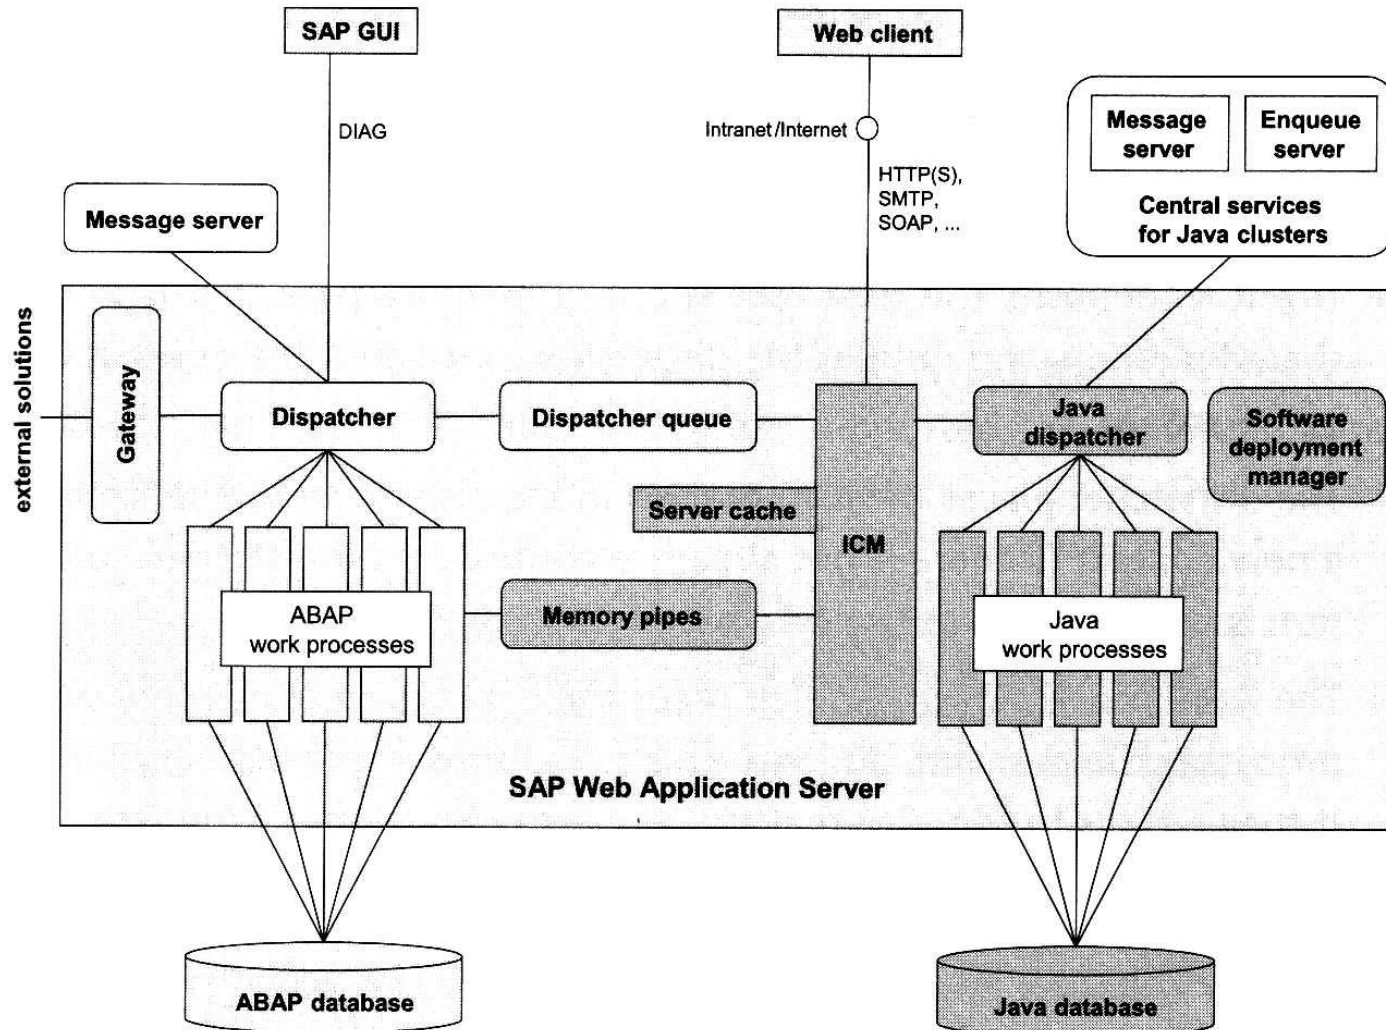 SAP GUI
Web client
DIAG
Intranet/Internet
HTTP(S),
SMTP,
SOAP, ...
Message
server
Enqueue
server
Central services
for Java clusters
Message server
external solutions
Gateway
Dispatcher
Dispatcher queue
Java
dispatcher
Software
deployment
manager
Server cache
ICM
ABAP
work processes
Memory pipes
Java
work processes
SAP Web Application Server
ABAP database
Java database